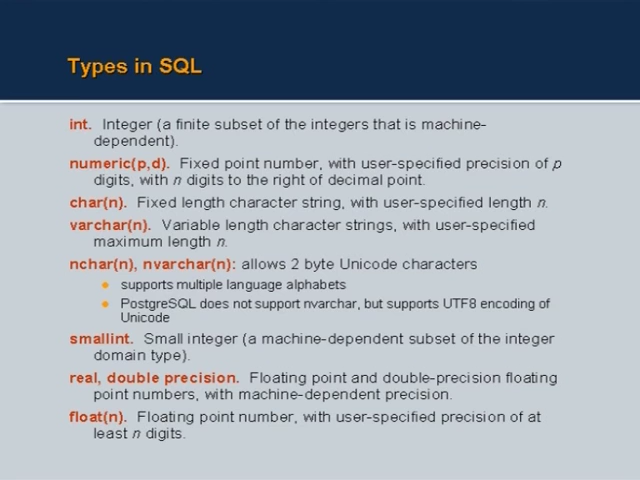 Types in SQL
int. Integer (a finite subset of the integers that is machine-
dependent).
numeric(p,d). Fixed point number, with user-specified precision of p
digits, with n digits to the right of decimal point.
char(n). Fixed length character string, with user-specified length n.
varchar(n). Variable length character strings, with user-specified
maximum length n.
nchar(n), nvarchar(n): allows 2 byte Unicode characters
supports multiple language alphabets
PostgreSQL does not support nvarchar, but supports UTF8 encoding of
Unicode
smallint. Small integer (a machine-dependent subset of the integer
domain type).
real, double precision. Floating point and double-precision floating
point numbers, with machine-dependent precision.
float(n). Floating point number, with user-specified precision of at
least n digits.